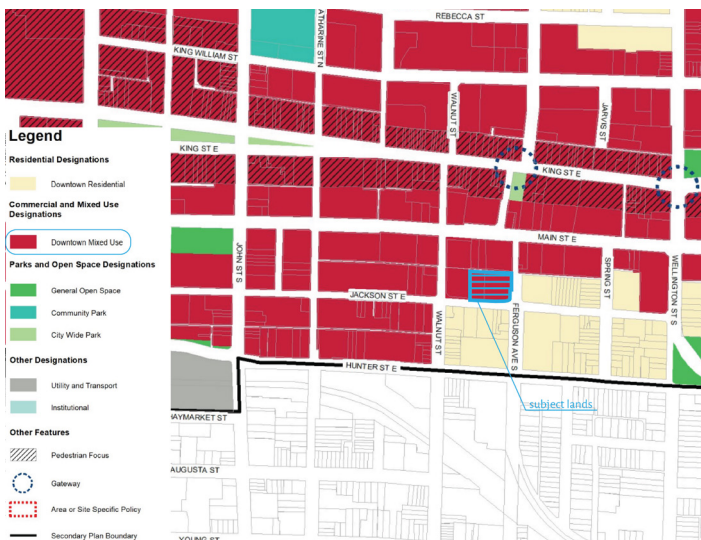 REBECCA ST
CATHARINE ST N
KING WILLIAM ST
WALNUT ST
JARVIS ST
Legend
KING ST E
KING ST E
Residential Designations
Downtown Residential
Commercial and Mixed Use
Designations
Downtown Mixed Use
MAIN ST E
Parks and Open Space Designations
JOHN ST S
SPRING ST
WELLINGTON ST S
General Open Space
JACKSON ST E
Community Park
WALNUT ST
FERGUSON AVE S
City Wide Park
Other Designations
HUNTER ST E
Utility and Transport
subject lands
Institutional
HAYMARKET ST
Other Features
Pedestrian Focus
AUGUSTA ST
Gateway
Area or Site Specific Policy
Secondary Plan Boundary
YOUNG ST